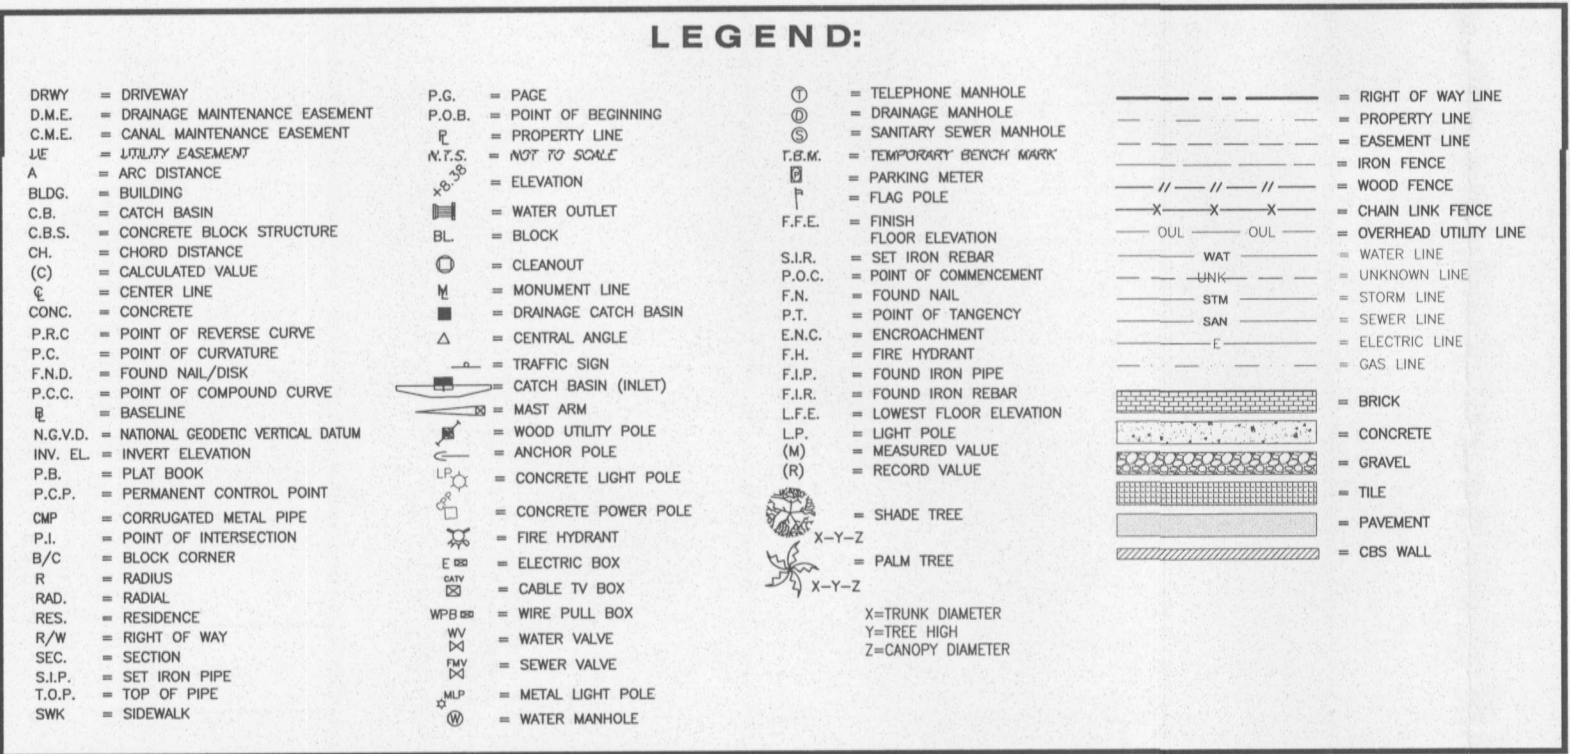 LEGEND:
DRWY = DRIVEWAY
D.M.E. = DRAINAGE MAINTENANCE EASEMENT
C.M.E. = CANAL MAINTENANCE EASEMENT
UE = UTILITY EASEMENT
A = ARC DISTANCE
BLDG. = BUILDING
C.B. = CATCH BASIN
C.B.S. = CONCRETE BLOCK STRUCTURE
CH. = CHORD DISTANCE
(C) = CALCULATED VALUE
℄ = CENTER LINE
CONC. = CONCRETE
P.R.C = POINT OF REVERSE CURVE
P.C. = POINT OF CURVATURE
F.N.D. = FOUND NAIL/DISK
P.C.C. = POINT OF COMPOUND CURVE
BL = BASELINE
N.G.V.D. = NATIONAL GEODETIC VERTICAL DATUM
INV. EL. = INVERT ELEVATION
P.B. = PLAT BOOK
P.C.P. = PERMANENT CONTROL POINT
CMP = CORRUGATED METAL PIPE
P.I. = POINT OF INTERSECTION
B/C = BLOCK CORNER
R = RADIUS
RAD. = RADIAL
RES. = RESIDENCE
R/W = RIGHT OF WAY
SEC. = SECTION
S.I.P. = SET IRON PIPE
T.O.P. = TOP OF PIPE
SWK = SIDEWALK
P.G. = PAGE
P.O.B. = POINT OF BEGINNING
PL = PROPERTY LINE
N.T.S. = NOT TO SCALE
+8.38 = ELEVATION
= WATER OUTLET
BL. = BLOCK
= CLEANOUT
ML = MONUMENT LINE
= DRAINAGE CATCH BASIN
△ = CENTRAL ANGLE
= TRAFFIC SIGN
= CATCH BASIN (INLET)
= MAST ARM
= WOOD UTILITY POLE
= ANCHOR POLE
LP = CONCRETE LIGHT POLE
CPP = CONCRETE POWER POLE
= FIRE HYDRANT
E = ELECTRIC BOX
CATV = CABLE TV BOX
WPB = WIRE PULL BOX
WV = WATER VALVE
FMV = SEWER VALVE
MLP = METAL LIGHT POLE
Ⓦ = WATER MANHOLE
Ⓣ = TELEPHONE MANHOLE
Ⓓ = DRAINAGE MANHOLE
Ⓢ = SANITARY SEWER MANHOLE
T.B.M. = TEMPORARY BENCH MARK
P = PARKING METER
= FLAG POLE
F.F.E. = FINISH
FLOOR ELEVATION
S.I.R. = SET IRON REBAR
P.O.C. = POINT OF COMMENCEMENT
F.N. = FOUND NAIL
P.T. = POINT OF TANGENCY
E.N.C. = ENCROACHMENT
F.H. = FIRE HYDRANT
F.I.P. = FOUND IRON PIPE
F.I.R. = FOUND IRON REBAR
L.F.E. = LOWEST FLOOR ELEVATION
L.P. = LIGHT POLE
(M) = MEASURED VALUE
(R) = RECORD VALUE
= SHADE TREE
X-Y-Z
= PALM TREE
X-Y-Z
X=TRUNK DIAMETER
Y=TREE HIGH
Z=CANOPY DIAMETER
= RIGHT OF WAY LINE
= PROPERTY LINE
= EASEMENT LINE
= IRON FENCE
// // // = WOOD FENCE
X X X = CHAIN LINK FENCE
OUL OUL = OVERHEAD UTILITY LINE
WAT = WATER LINE
UNK = UNKNOWN LINE
STM = STORM LINE
SAN = SEWER LINE
E = ELECTRIC LINE
= GAS LINE
= BRICK
= CONCRETE
= GRAVEL
= TILE
= PAVEMENT
= CBS WALL